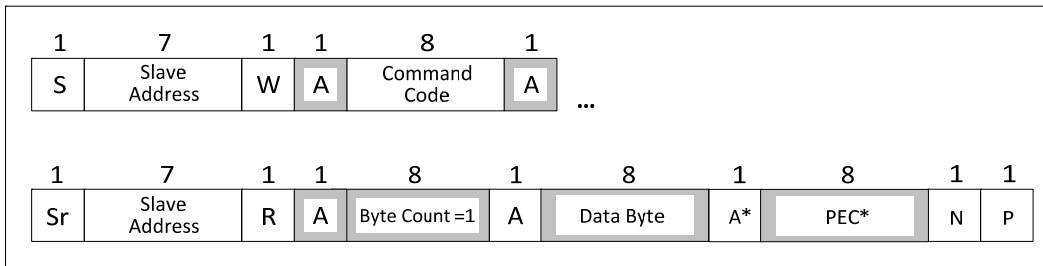 1 7 1 1 8 1
S Slave Address W A Command Code A ...
1 7 1 1 8 1 8 1 8 1 1
Sr Slave Address R A Byte Count =1 A Data Byte A* PEC* N P